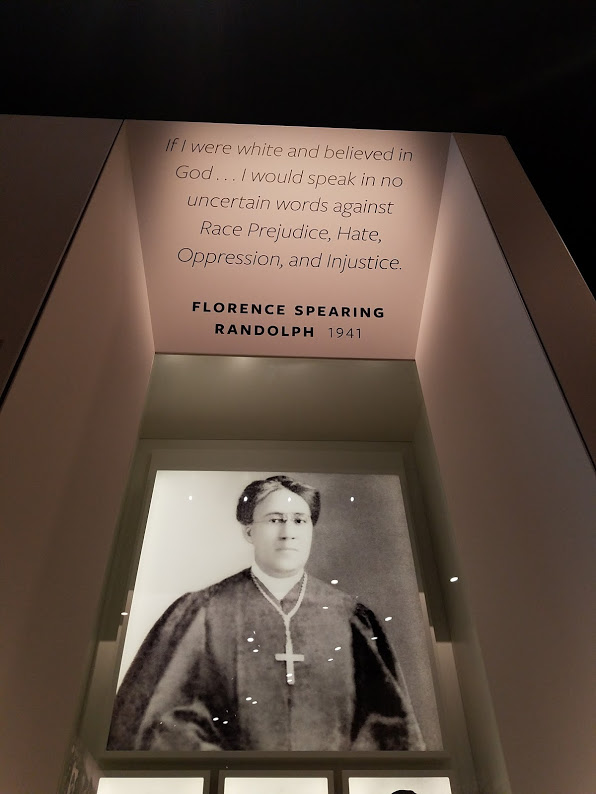 If I were white and believed in
God . . . I would speak in no
uncertain words against
Race Prejudice, Hate,
Oppression, and Injustice.
FLORENCE SPEARING
RANDOLPH 1941